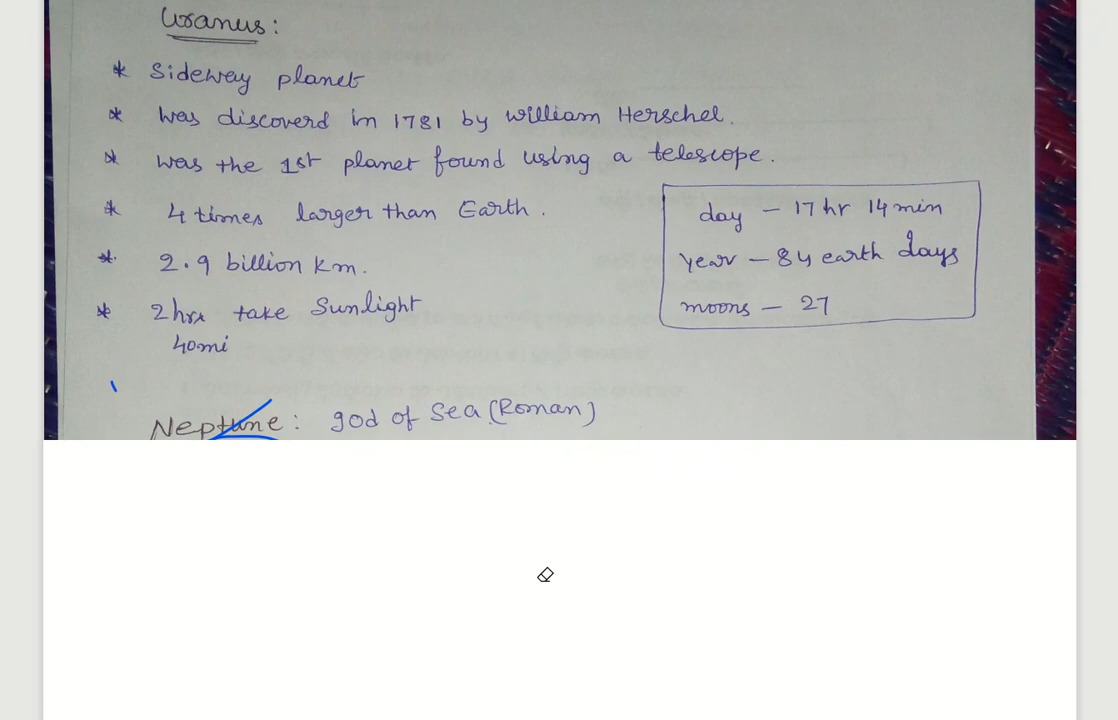 Uranus:
* Sideway planet
* was discoverd in 1781 by william Herschel.
* was the 1st planet found using a telescope.
* 4 times larger than Earth.
day - 17 hr 14 min
* 2.9 billion km.
year - 84 earth days
* 2 hrs take Sunlight
moons - 27
40mi
Neptune: god of Sea (Roman)